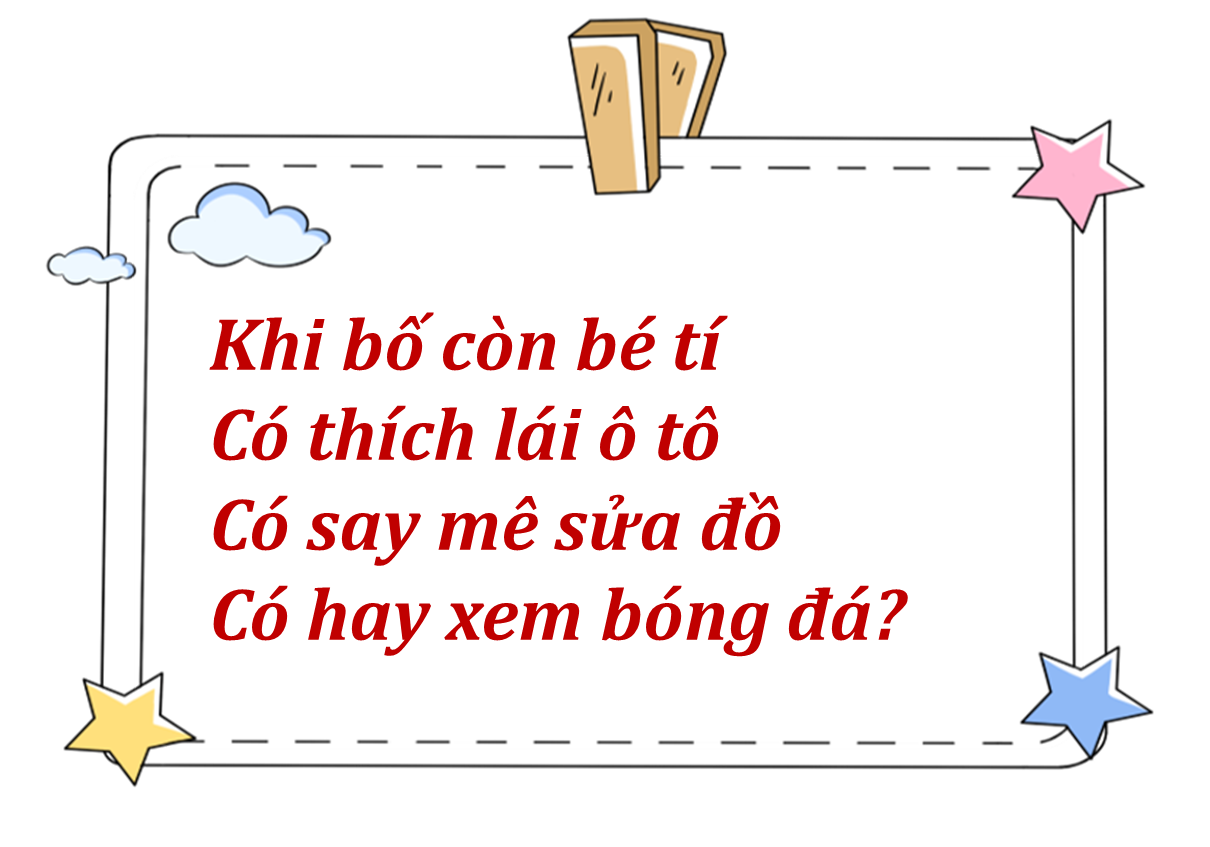 Khi bố còn bé tí
Có thích lái ô tô
Có say mê sửa đồ
Có hay xem bóng đá?